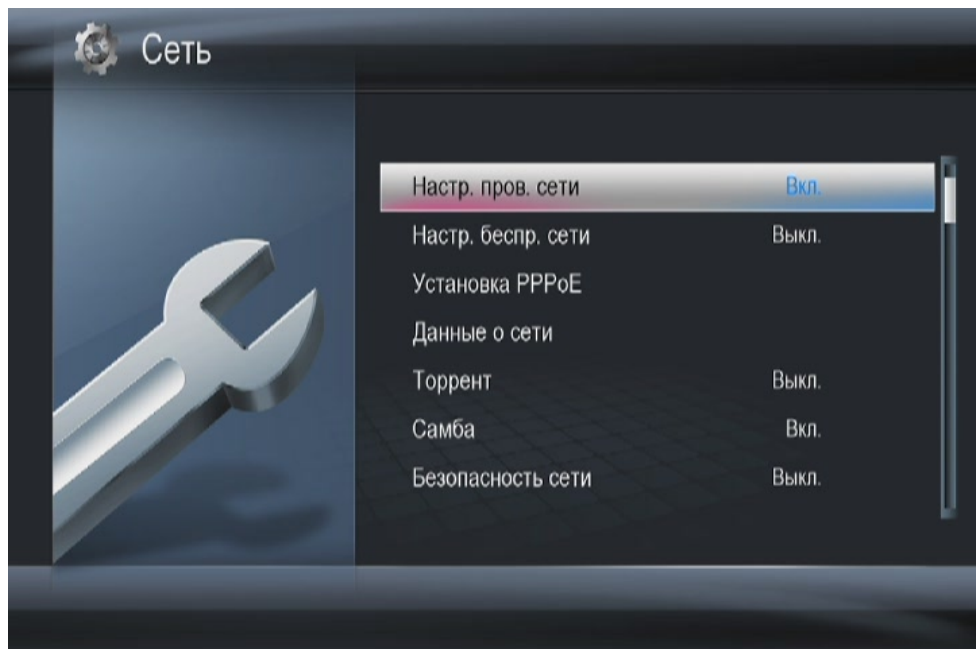 Сеть
Настр. пров. сети Вкл.
Настр. беспр. сети Выкл.
Установка PPPoE
Данные о сети
Торрент Выкл.
Самба Вкл.
Безопасность сети Выкл.